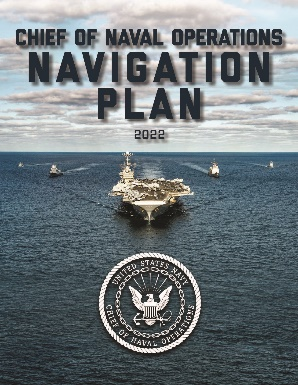 CHIEF OF NAVAL OPERATIONS
NAVIGATION
PLAN
2022
UNITED STATES NAVY
CHIEF OF NAVAL OPERATIONS